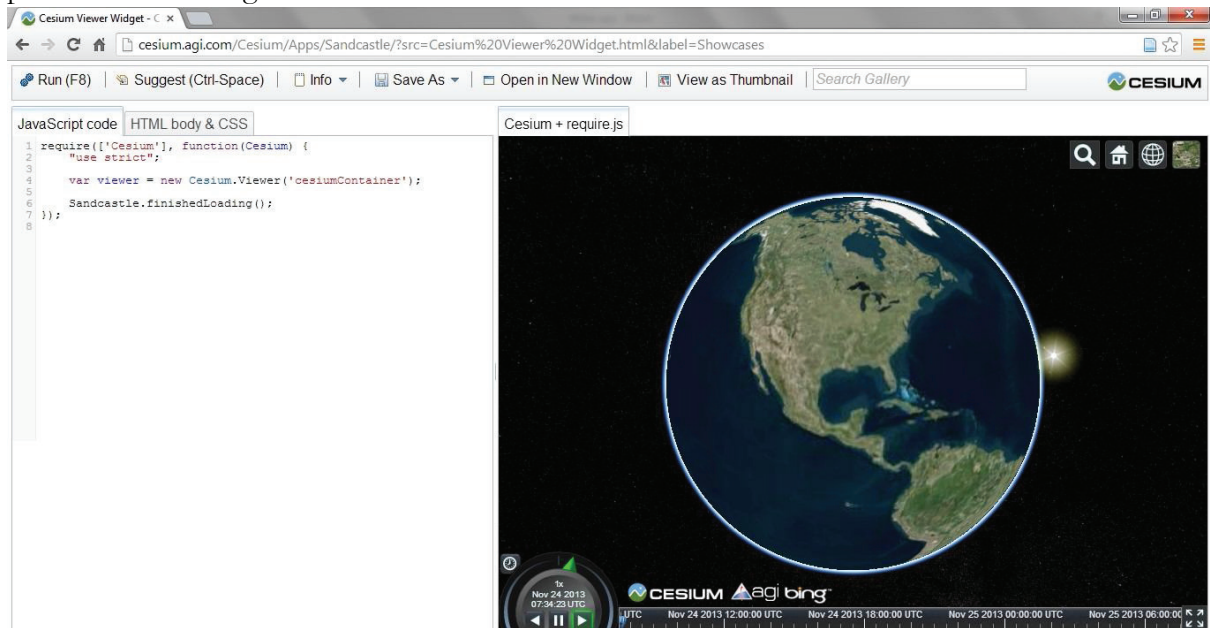 Cesium Viewer Widget - C
cesium.agi.com/Cesium/Apps/Sandcastle/?src=Cesium%20Viewer%20Widget.html&label=Showcases
Run (F8) Suggest (Ctrl-Space) Info Save As Open in New Window View as Thumbnail Search Gallery CESIUM
JavaScript code HTML body & CSS
1 require(['Cesium'], function(Cesium) {
2 "use strict";
3
4 var viewer = new Cesium.Viewer('cesiumContainer');
5
6 Sandcastle.finishedLoading();
7 });
8
Cesium + require.js
1x
Nov 24 2013
07:34:23 UTC
CESIUM agi bing
UTC Nov 24 2013 12:00:00 UTC Nov 24 2013 18:00:00 UTC Nov 25 2013 00:00:00 UTC Nov 25 2013 06:00:00